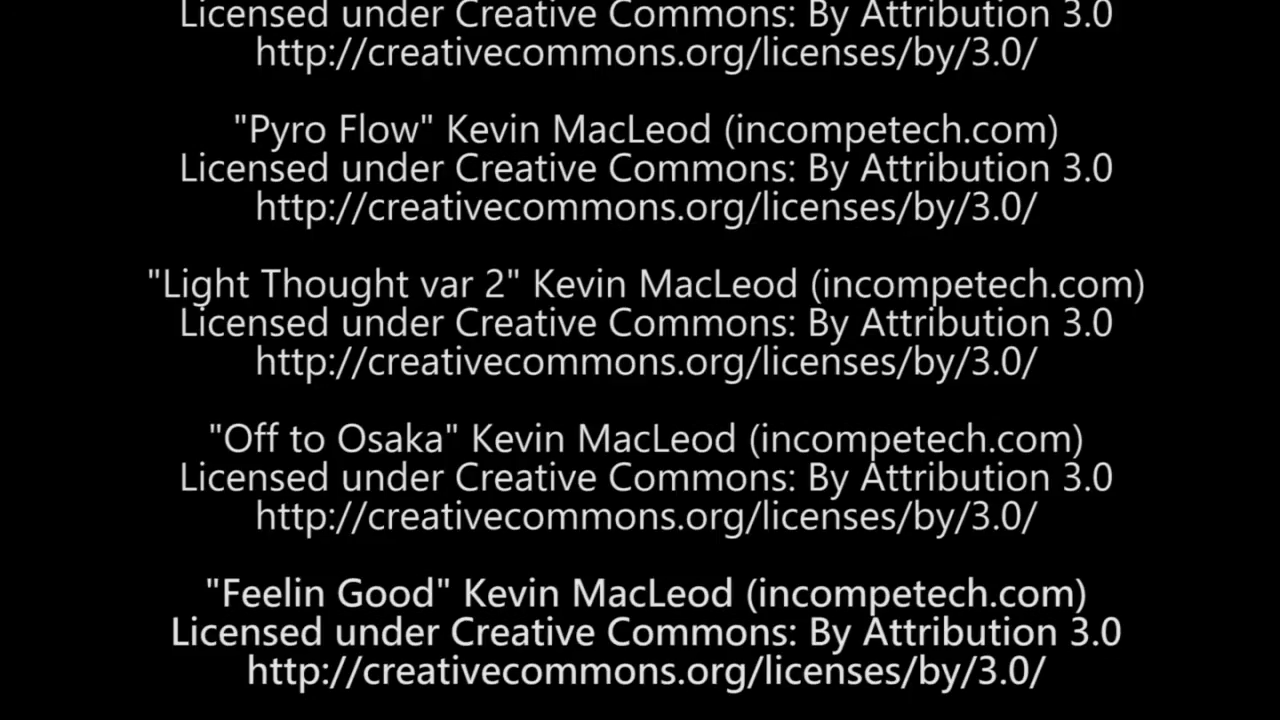 Licensed under Creative Commons: By Attribution 3.0
http://creativecommons.org/licenses/by/3.0/
"Pyro Flow" Kevin MacLeod (incompetech.com)
Licensed under Creative Commons: By Attribution 3.0
http://creativecommons.org/licenses/by/3.0/
"Light Thought var 2" Kevin MacLeod (incompetech.com)
Licensed under Creative Commons: By Attribution 3.0
http://creativecommons.org/licenses/by/3.0/
"Off to Osaka" Kevin MacLeod (incompetech.com)
Licensed under Creative Commons: By Attribution 3.0
http://creativecommons.org/licenses/by/3.0/
"Feelin Good" Kevin MacLeod (incompetech.com)
Licensed under Creative Commons: By Attribution 3.0
http://creativecommons.org/licenses/by/3.0/